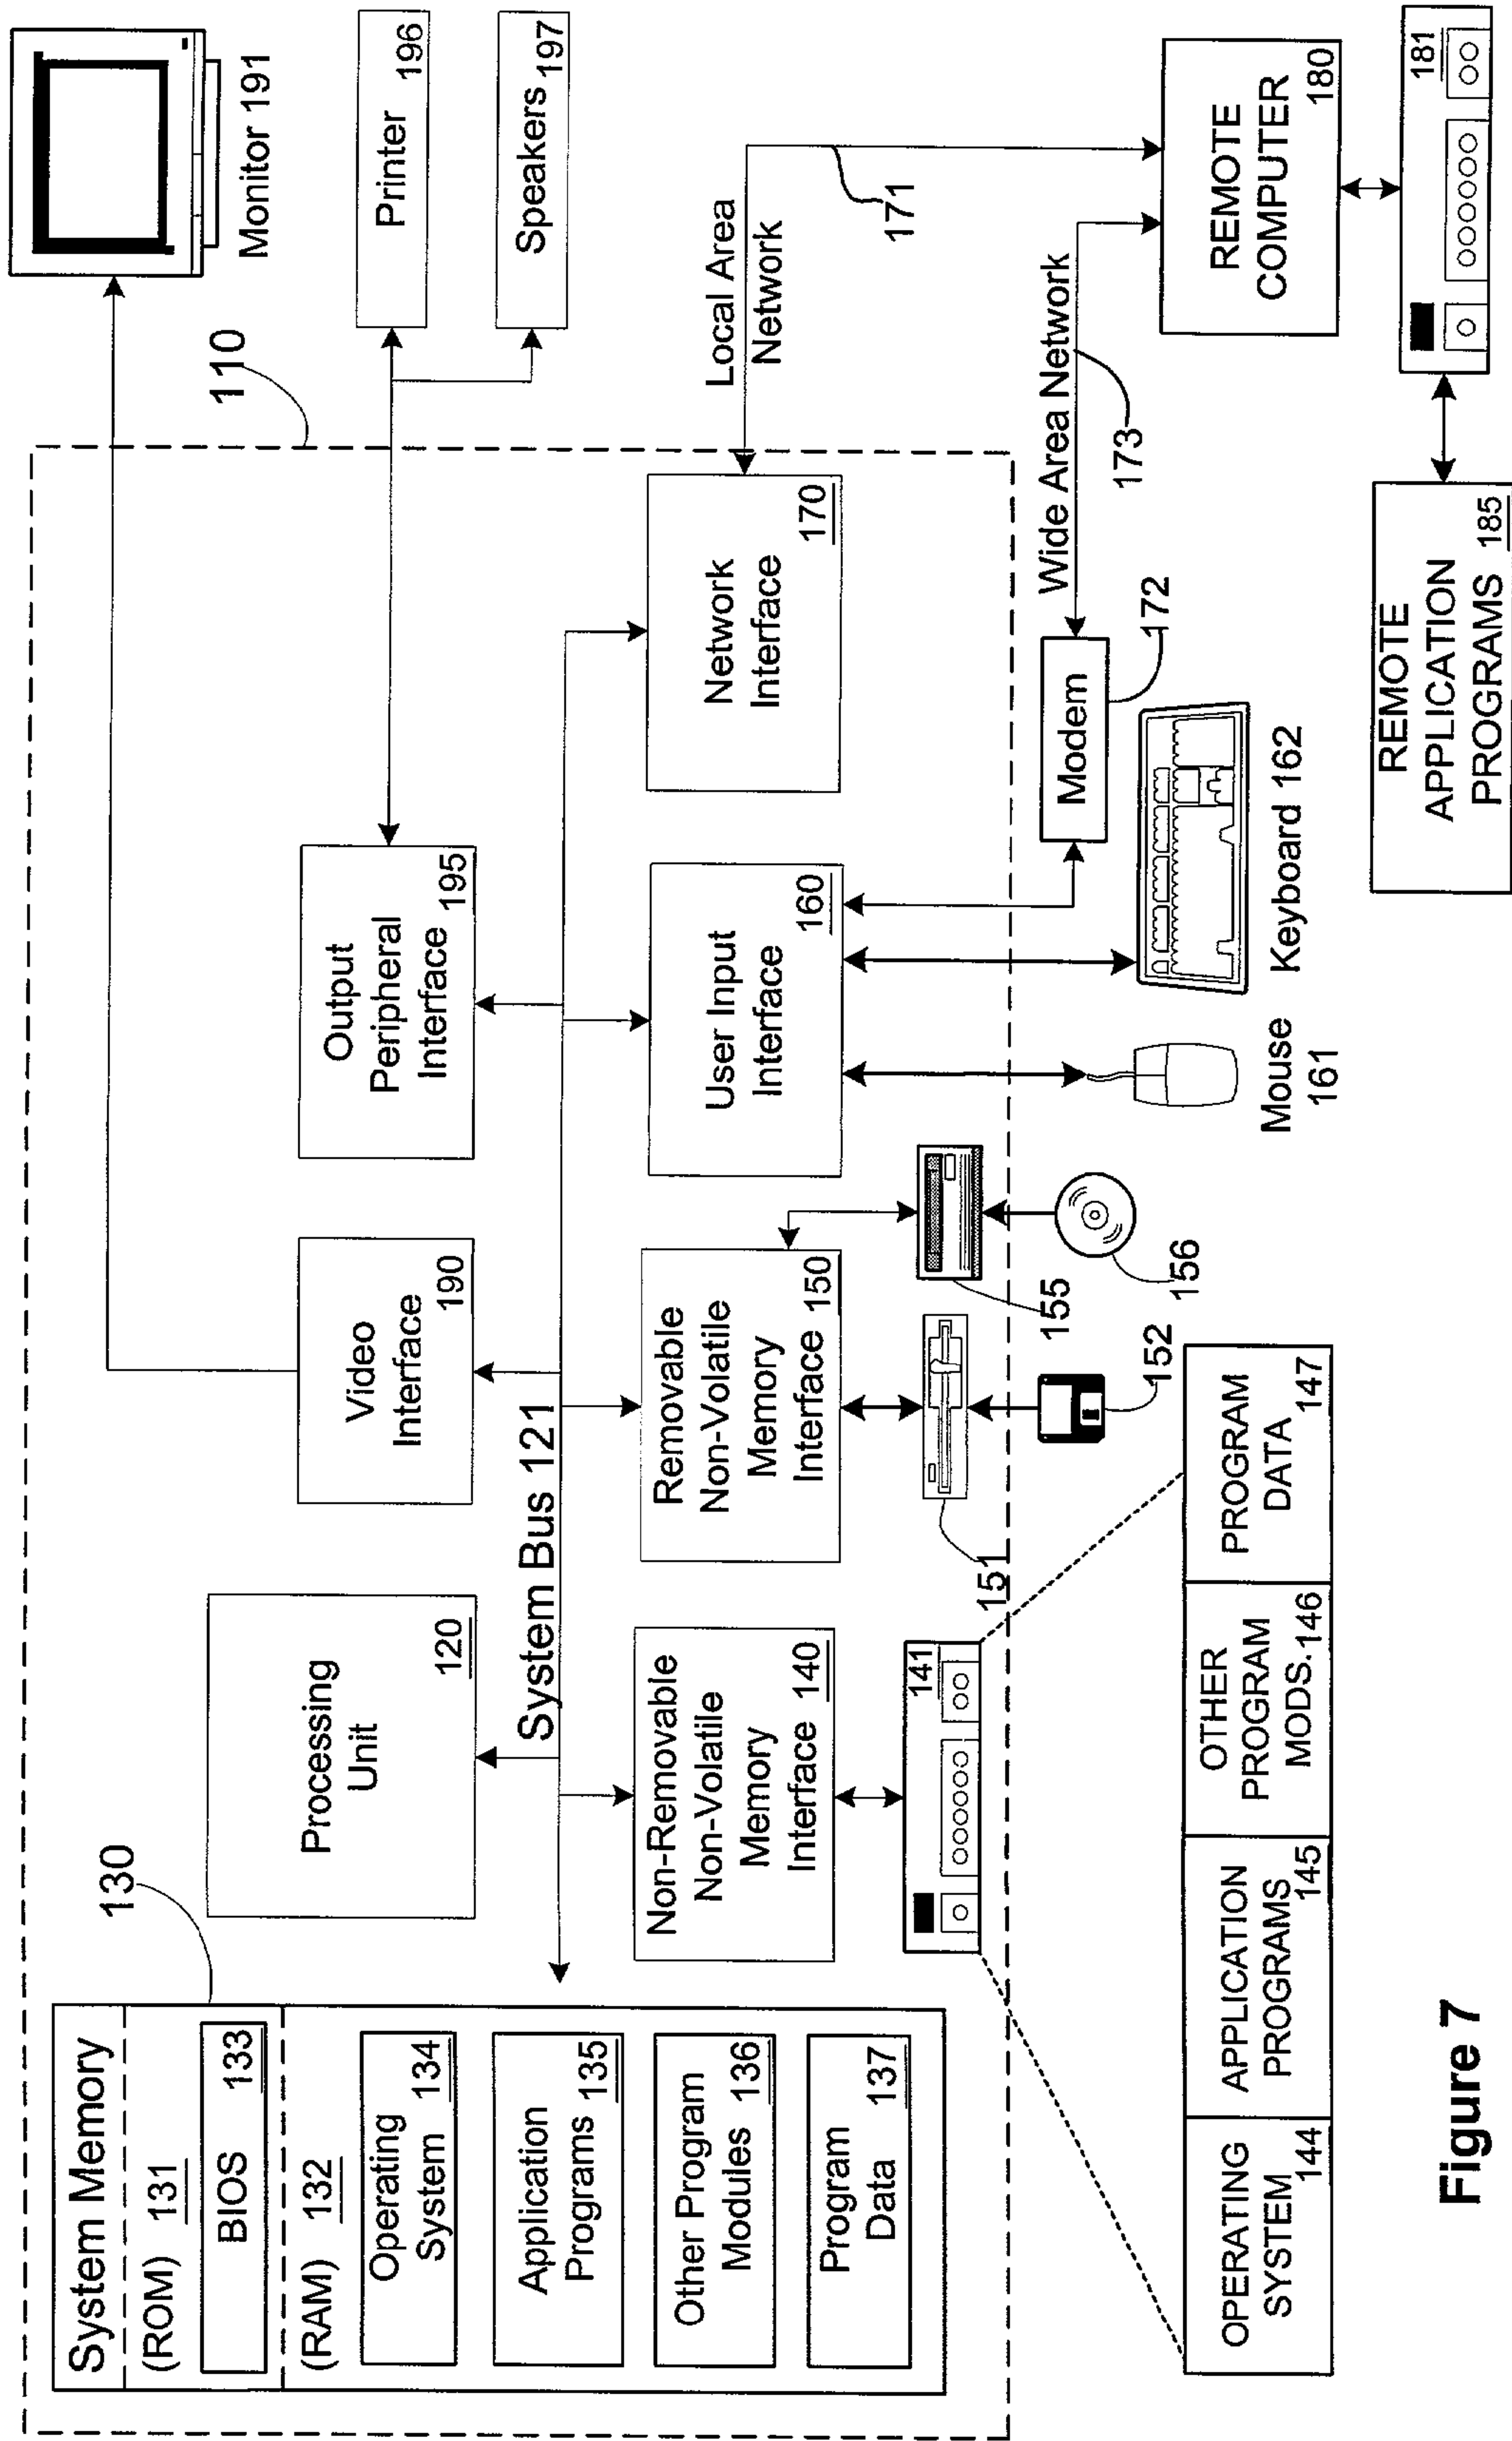 110
130
System Memory
(ROM) 131
BIOS 133
(RAM) 132
Operating
System 134
Application
Programs 135
Other Program
Modules 136
Program
Data 137
Processing
Unit
120
Video
Interface
190
Output
Peripheral
Interface 195
System Bus 121
Non-Removable
Non-Volatile
Memory
Interface 140
Removable
Non-Volatile
Memory
Interface 150
User Input
Interface
160
Network
Interface
170
Monitor 191
Printer 196
Speakers 197
Local Area
Network
171
Wide Area Network
173
Modem
172
141
151
155
152
156
Mouse
161
Keyboard 162
REMOTE
COMPUTER
180
181
REMOTE
APPLICATION
PROGRAMS 185
OPERATING
SYSTEM 144
APPLICATION
PROGRAMS
145
OTHER
PROGRAM
MODS. 146
PROGRAM
DATA
147
Figure 7